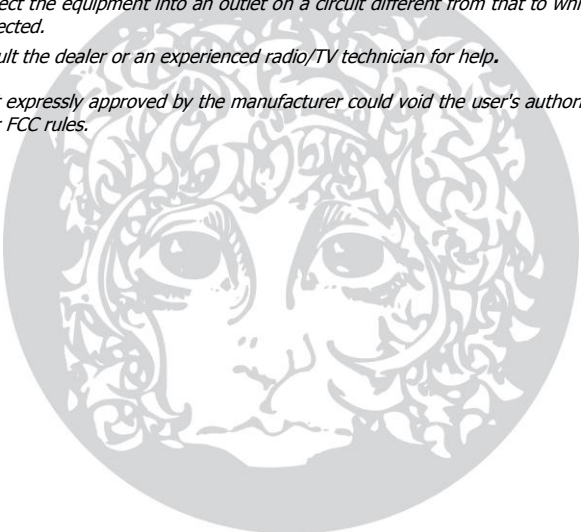 ect the equipment into an outlet on a circuit different from that to whi
ected.
ult the dealer or an experienced radio/TV technician for help.
t expressly approved by the manufacturer could void the user's author
r FCC rules.